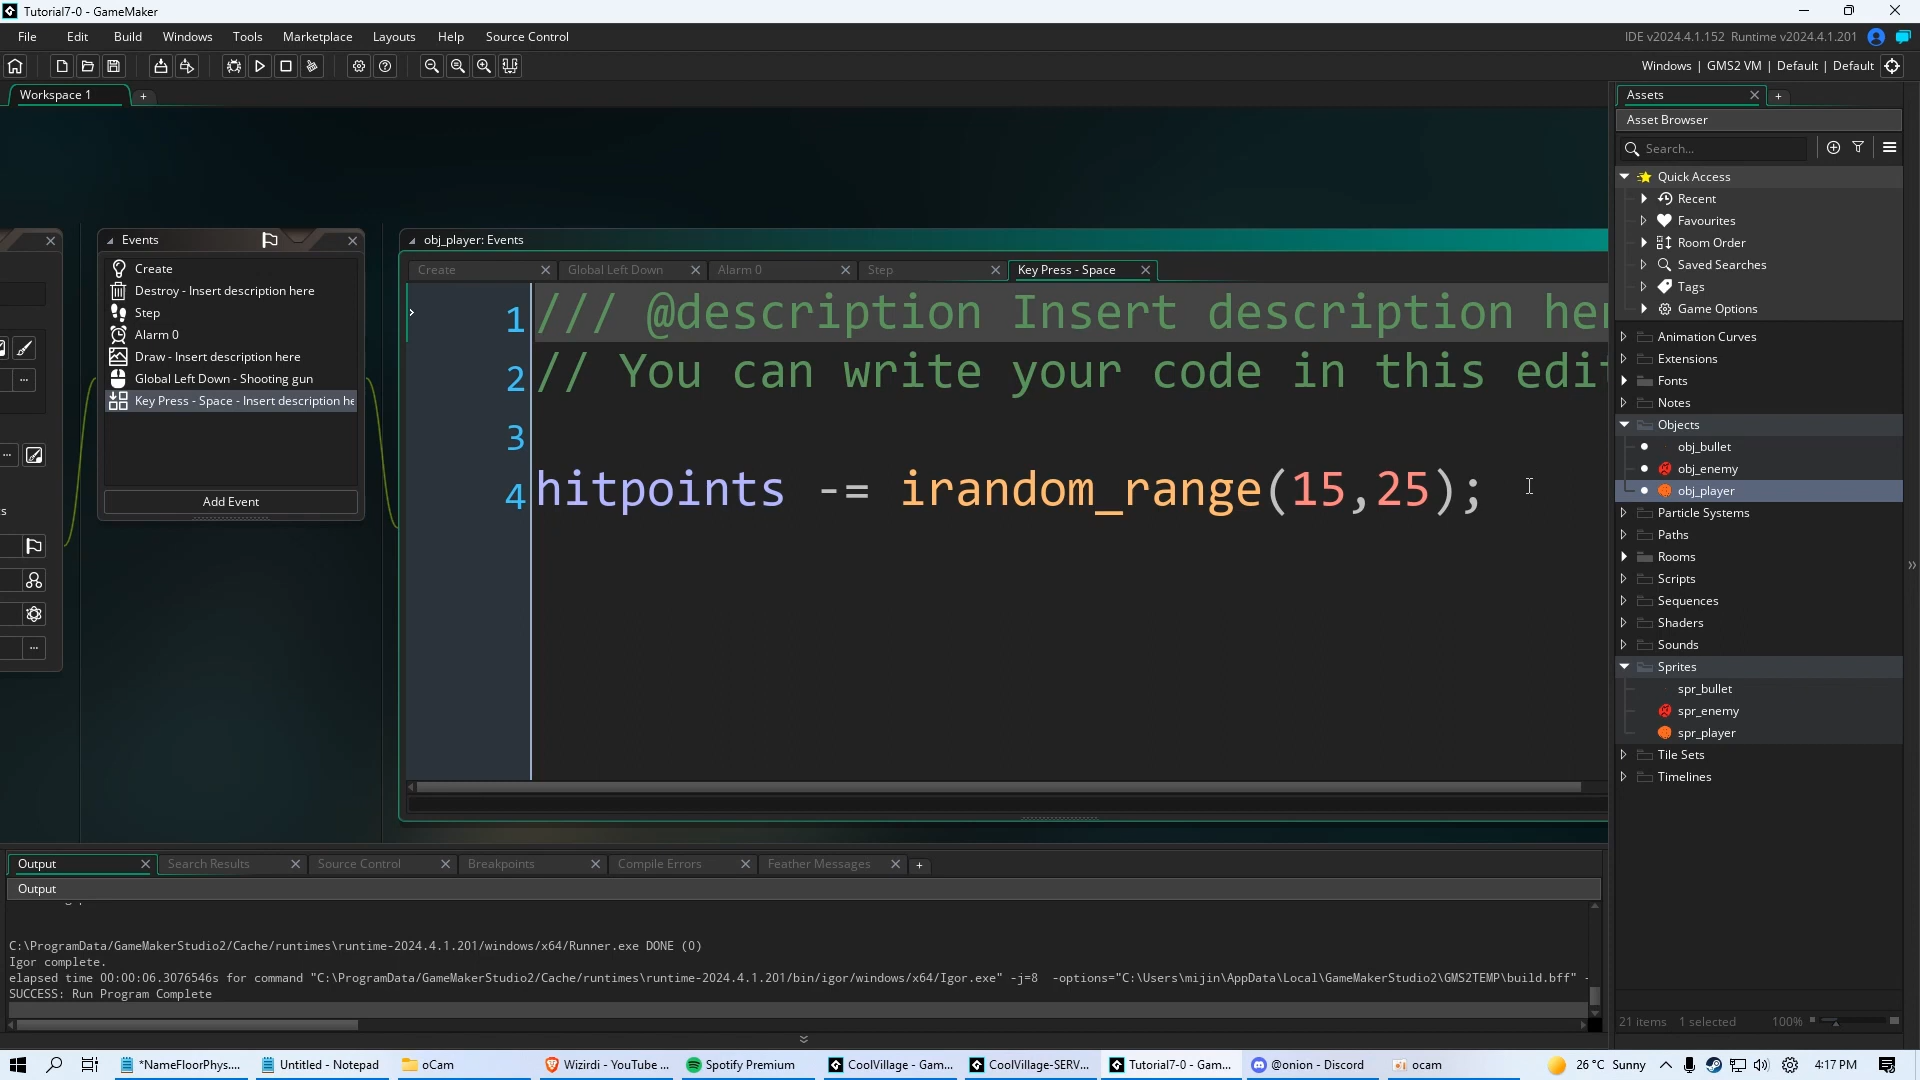 Tutorial7-0 - GameMaker
File Edit Build Windows Tools Marketplace Layouts Help Source Control
IDE v2024.4.1.152 Runtime v2024.4.1.201
Windows | GMS2 VM | Default | Default
Workspace 1
Assets
Asset Browser
Search...
Quick Access
Recent
Favourites
Room Order
Saved Searches
Tags
Game Options
Animation Curves
Extensions
Fonts
Notes
Objects
obj_bullet
obj_enemy
obj_player
Particle Systems
Paths
Rooms
Scripts
Sequences
Shaders
Sounds
Sprites
spr_bullet
spr_enemy
spr_player
Tile Sets
Timelines
21 items 1 selected 100%
Events
Create
Destroy - Insert description here
Step
Alarm 0
Draw - Insert description here
Global Left Down - Shooting gun
Key Press - Space - Insert description he
Add Event
obj_player: Events
Create Global Left Down Alarm 0 Step Key Press - Space
1 /// @description Insert description her
2 // You can write your code in this edit
3
4 hitpoints -= irandom_range(15,25);
Output Search Results Source Control Breakpoints Compile Errors Feather Messages
Output
C:\ProgramData/GameMakerStudio2/Cache/runtimes\runtime-2024.4.1.201/windows/x64/Runner.exe DONE (0)
Igor complete.
elapsed time 00:00:06.3076546s for command "C:\ProgramData/GameMakerStudio2/Cache/runtimes\runtime-2024.4.1.201/bin/igor/windows/x64/Igor.exe" -j=8 -options="C:\Users\mijin\AppData\Local\GameMakerStudio2\GMS2TEMP\build.bff" -
SUCCESS: Run Program Complete
*NameFloorPhys.... Untitled - Notepad oCam Wizirdi - YouTube ... Spotify Premium CoolVillage - Gam... CoolVillage-SERV... Tutorial7-0 - Gam... @onion - Discord ocam 26°C Sunny 4:17 PM